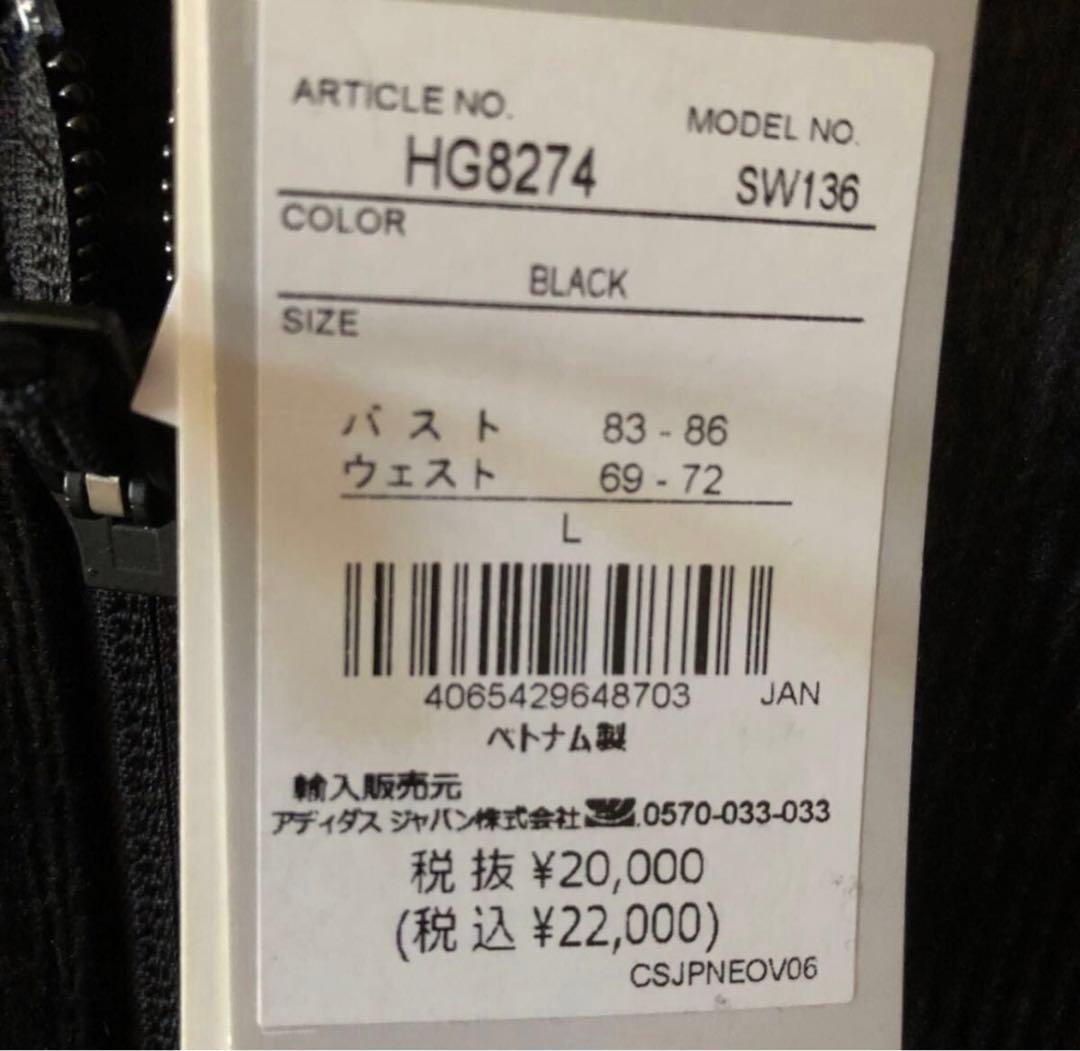 ARTICLE NO. MODEL NO.
HG8274 SW136
COLOR
BLACK
SIZE
バスト 83 - 86
ウェスト 69 - 72
L
4065429648703 JAN
ベトナム製
輸入販売元
アディダス ジャパン株式会社 .0570-033-033
税抜 ¥20,000
(税込 ¥22,000)
CSJPNEOV06